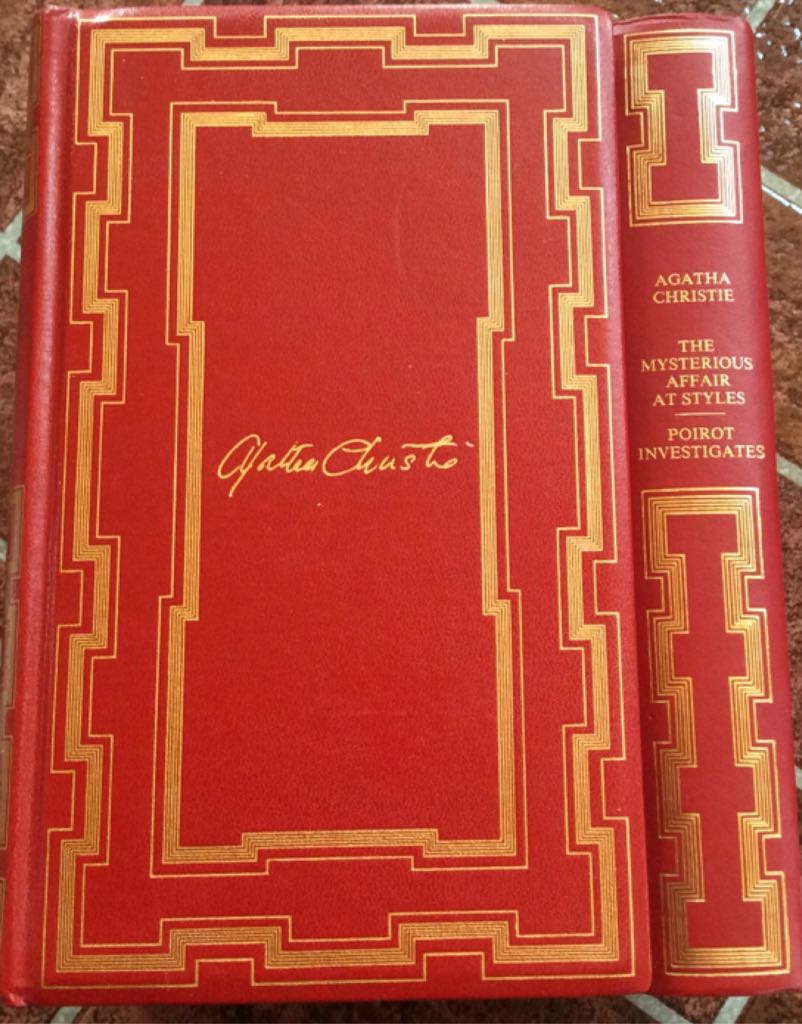 Agatha Christie
AGATHA
CHRISTIE
THE
MYSTERIOUS
AFFAIR
AT STYLES
POIROT
INVESTIGATES